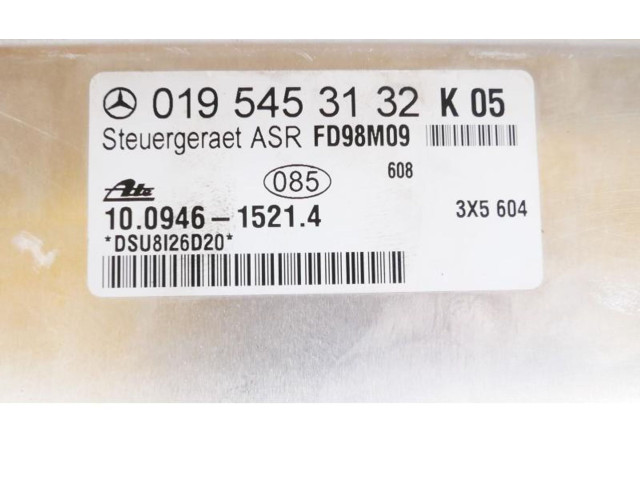 019 545 31 32 K 05
Steuergeraet ASR FD98M09
Ate 085 608
10.0946-1521.4 3X5 604
*DSU8I26D20*